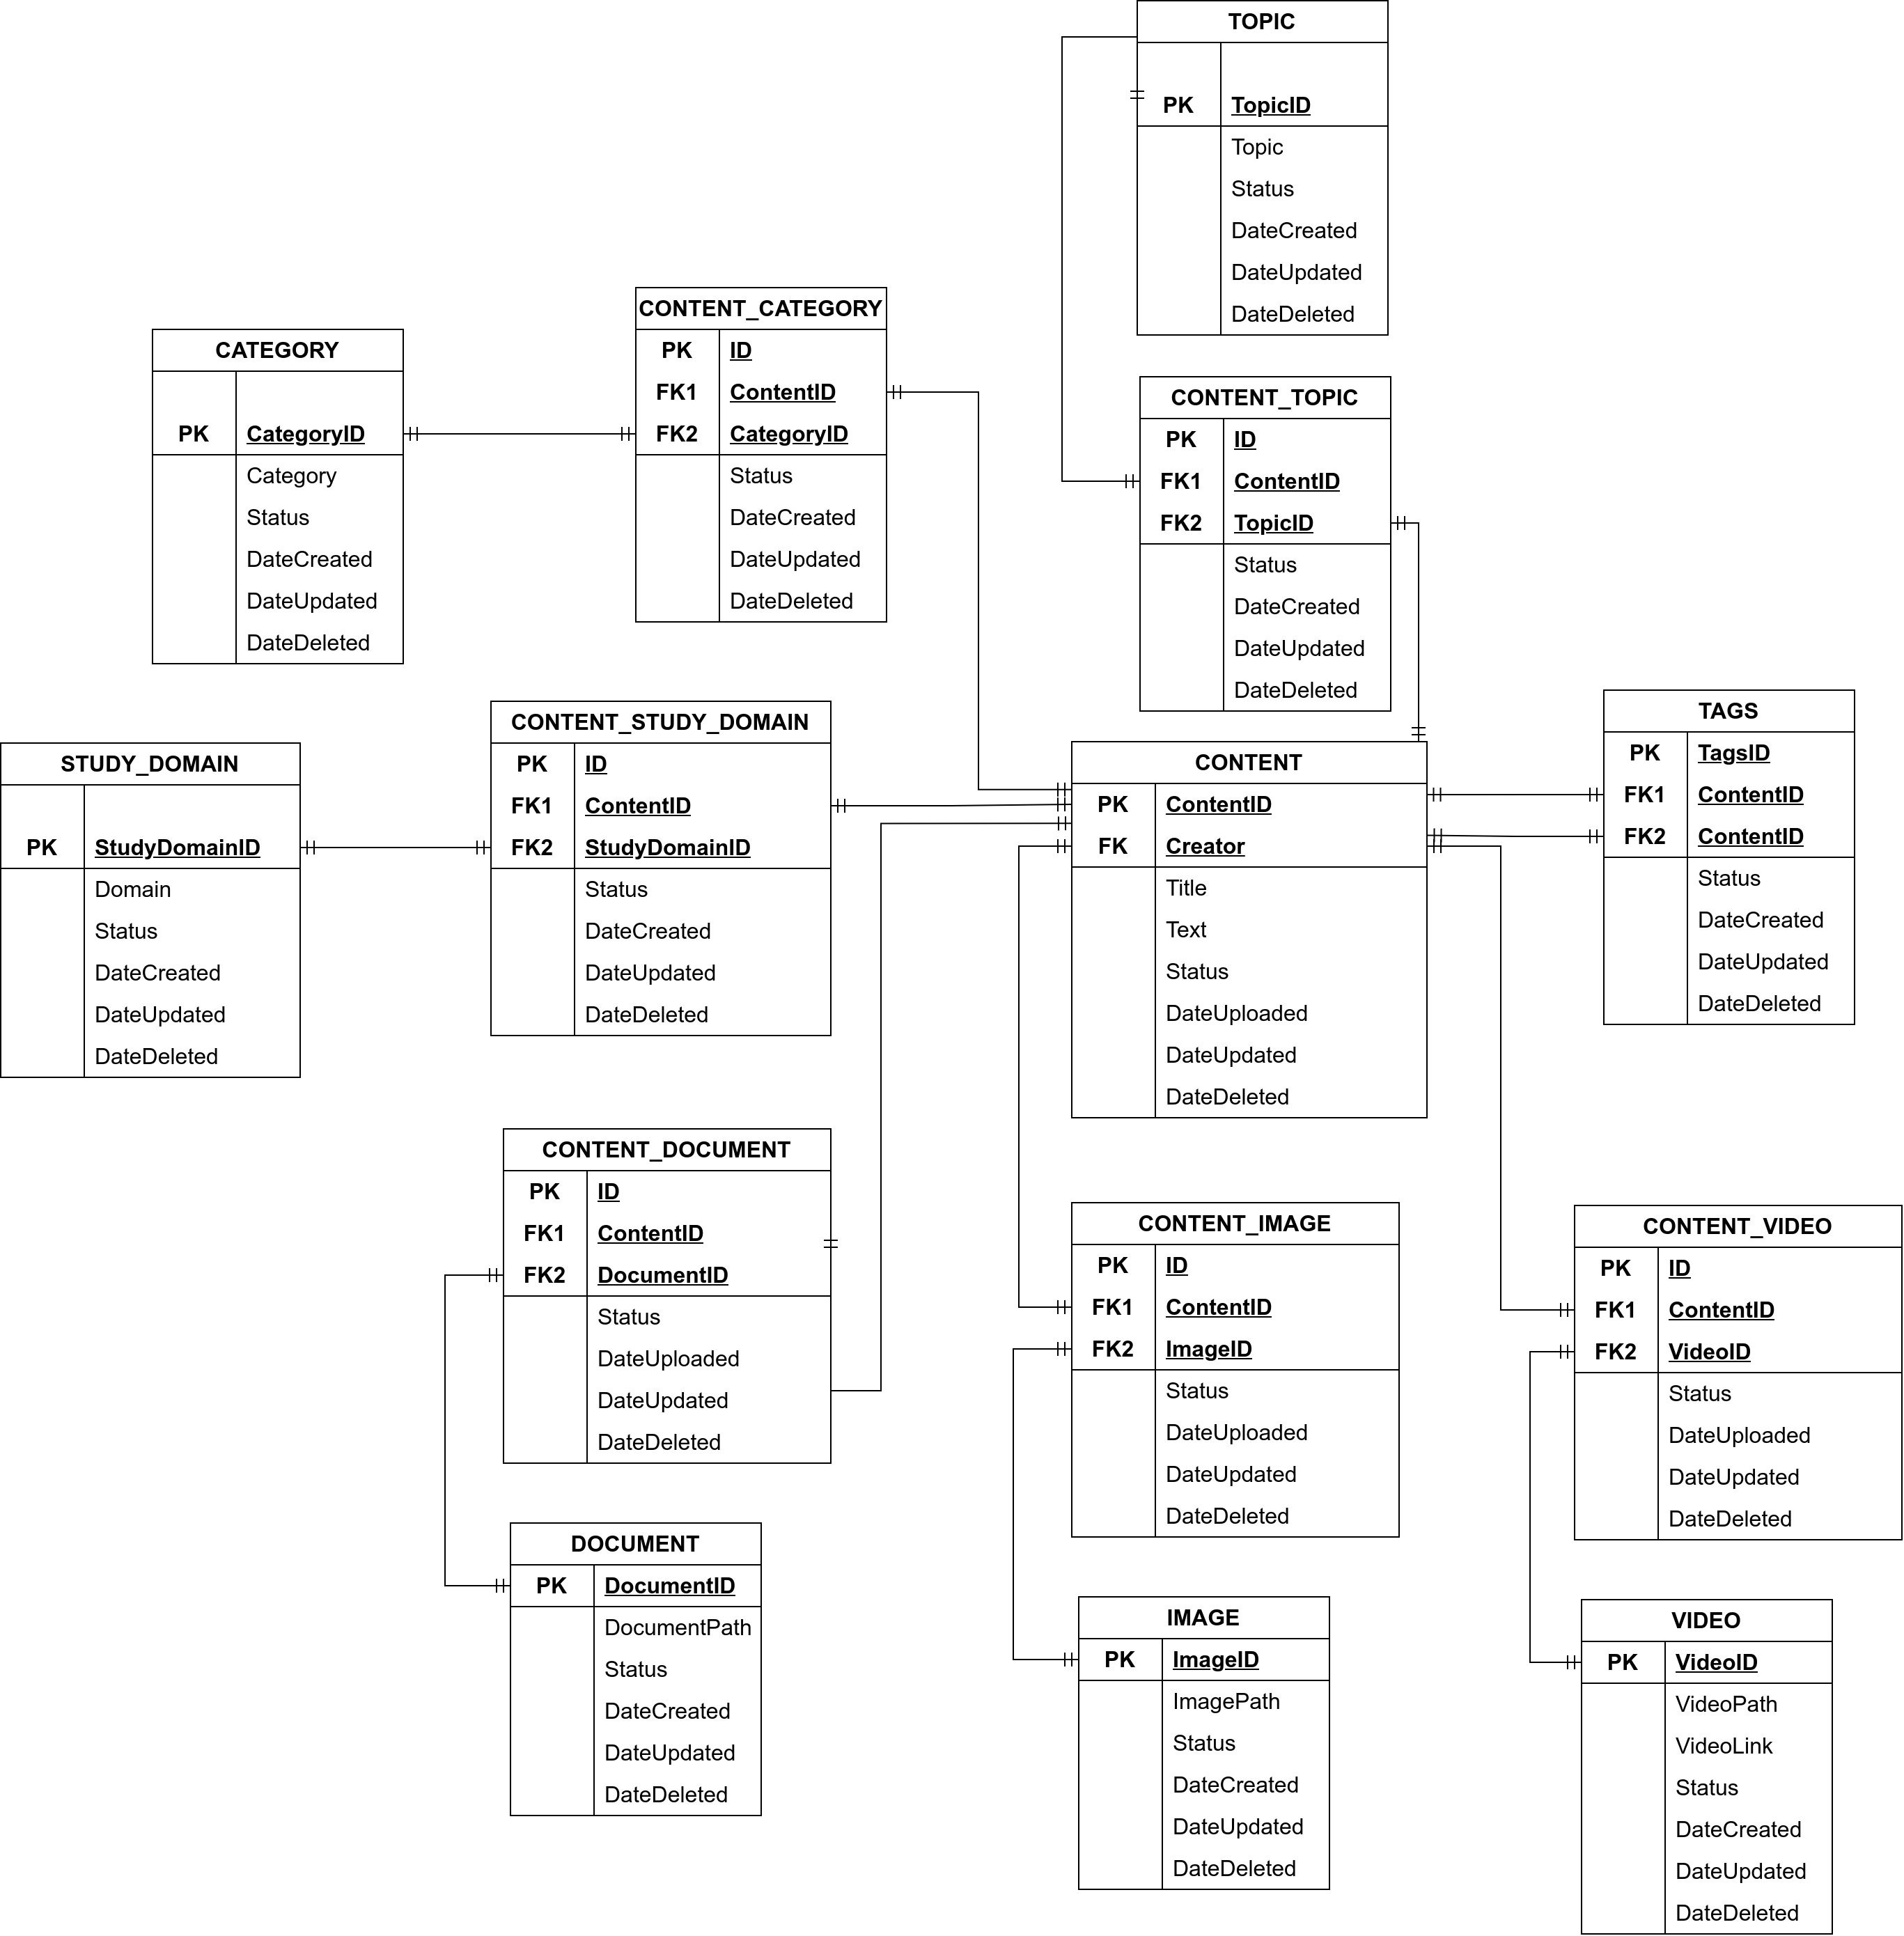 TOPIC
PK TopicID
Topic
Status
DateCreated
DateUpdated
DateDeleted
CONTENT_CATEGORY
PK ID
FK1 ContentID
FK2 CategoryID
Status
DateCreated
DateUpdated
DateDeleted
CATEGORY
PK CategoryID
Category
Status
DateCreated
DateUpdated
DateDeleted
CONTENT_TOPIC
PK ID
FK1 ContentID
FK2 TopicID
Status
DateCreated
DateUpdated
DateDeleted
STUDY_DOMAIN
PK StudyDomainID
Domain
Status
DateCreated
DateUpdated
DateDeleted
CONTENT_STUDY_DOMAIN
PK ID
FK1 ContentID
FK2 StudyDomainID
Status
DateCreated
DateUpdated
DateDeleted
CONTENT
PK ContentID
FK Creator
Title
Text
Status
DateUploaded
DateUpdated
DateDeleted
TAGS
PK TagsID
FK1 ContentID
FK2 ContentID
Status
DateCreated
DateUpdated
DateDeleted
CONTENT_DOCUMENT
PK ID
FK1 ContentID
FK2 DocumentID
Status
DateUploaded
DateUpdated
DateDeleted
CONTENT_IMAGE
PK ID
FK1 ContentID
FK2 ImageID
Status
DateUploaded
DateUpdated
DateDeleted
CONTENT_VIDEO
PK ID
FK1 ContentID
FK2 VideoID
Status
DateUploaded
DateUpdated
DateDeleted
DOCUMENT
PK DocumentID
DocumentPath
Status
DateCreated
DateUpdated
DateDeleted
IMAGE
PK ImageID
ImagePath
Status
DateCreated
DateUpdated
DateDeleted
VIDEO
PK VideoID
VideoPath
VideoLink
Status
DateCreated
DateUpdated
DateDeleted